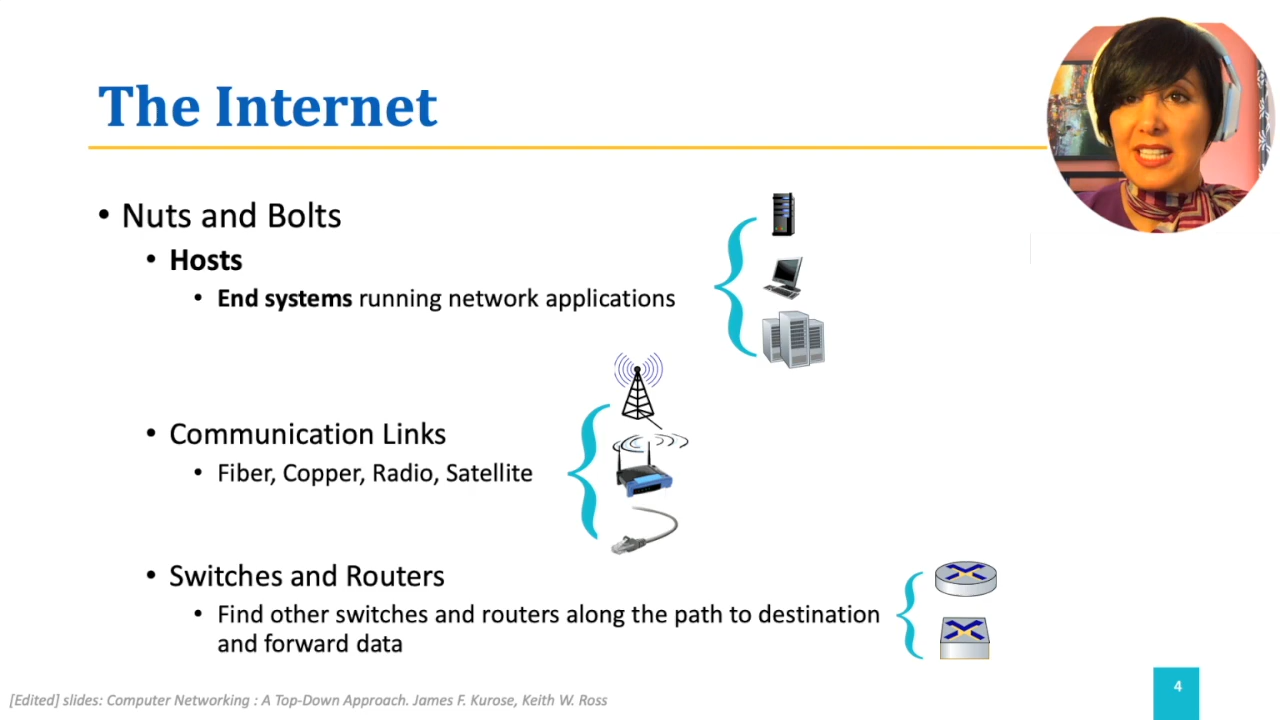 The Internet
• Nuts and Bolts
• Hosts
• End systems running network applications
• Communication Links
• Fiber, Copper, Radio, Satellite
• Switches and Routers
• Find other switches and routers along the path to destination
and forward data
[Edited] slides: Computer Networking : A Top-Down Approach. James F. Kurose, Keith W. Ross
4